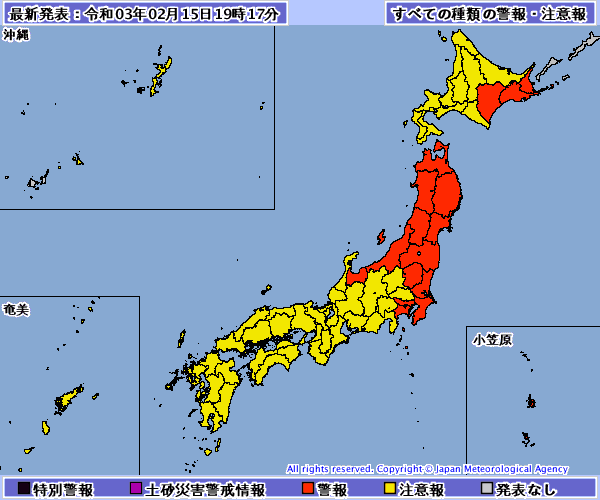 最新発表：令和03年02月15日19時17分
すべての種類の警報・注意報
沖縄
奄美
小笠原
All rights reserved. Copyright © Japan Meteorological Agency
特別警報 土砂災害警戒情報 警報 注意報 発表なし